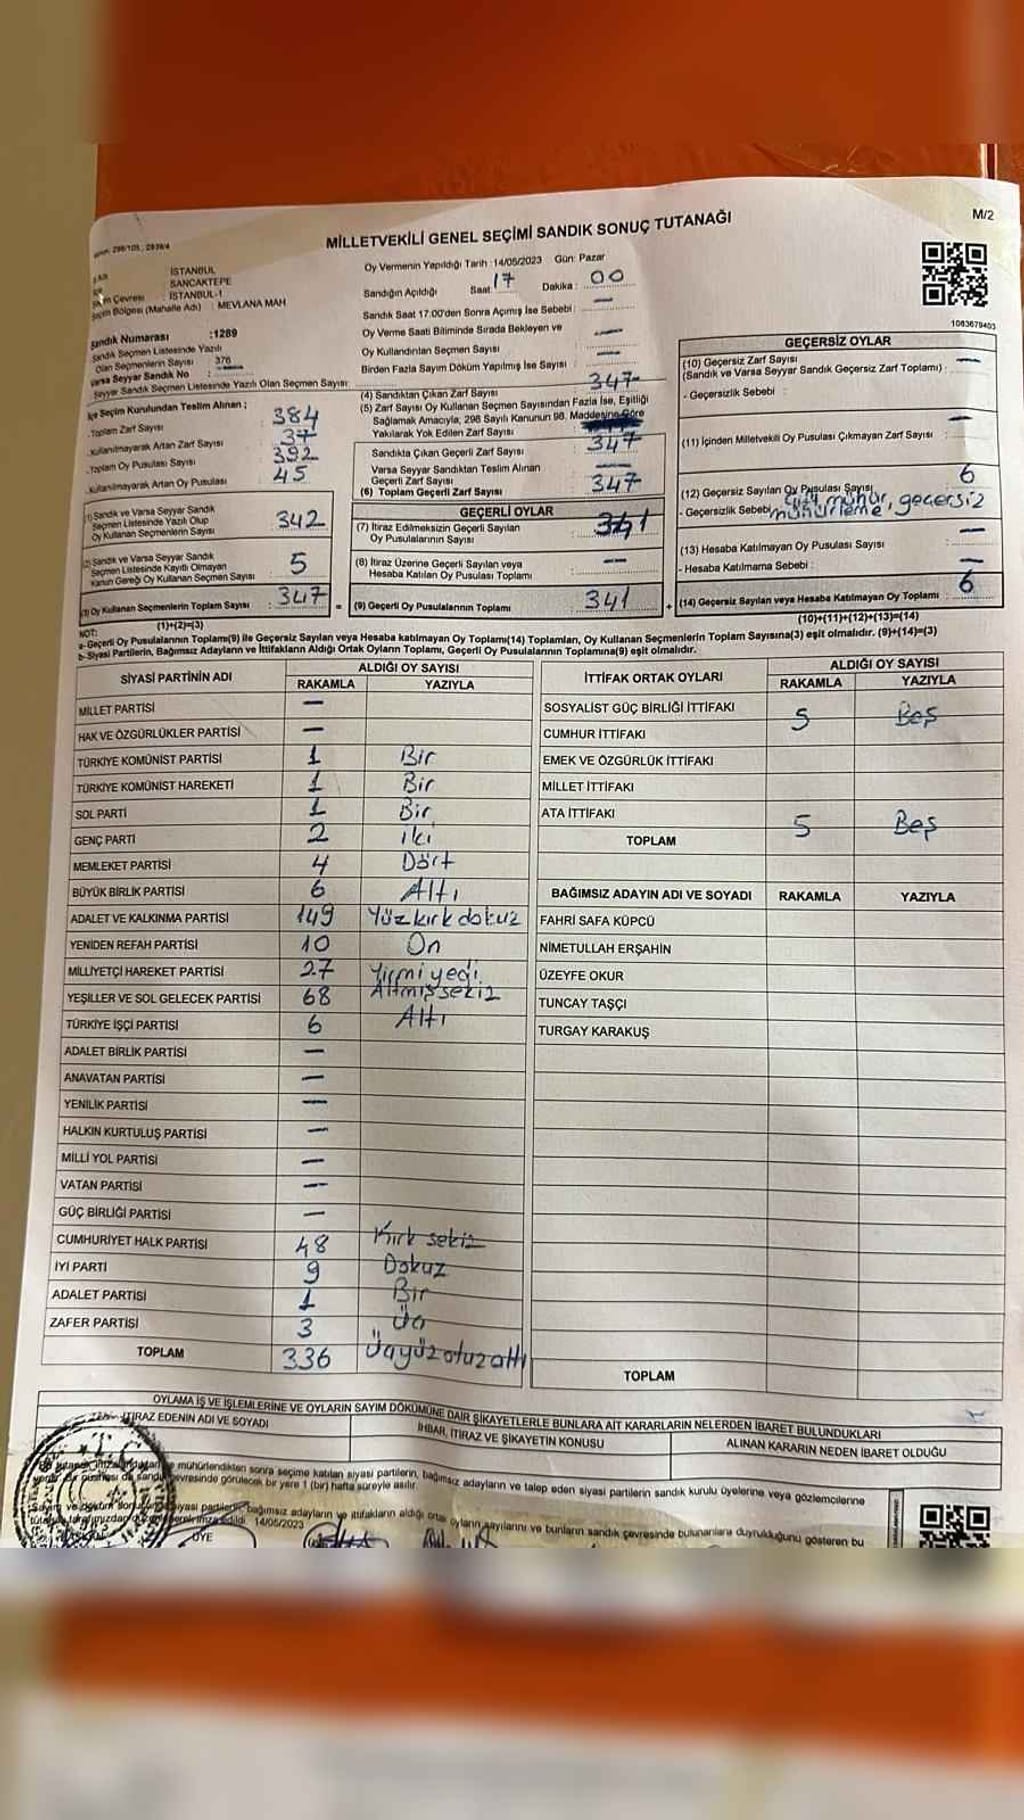 M/2
MİLLETVEKİLİ GENEL SEÇİMİ SANDIK SONUÇ TUTANAĞI
İSTANBUL
SANCAKTEPE
Çevresi : İSTANBUL-1
Bölgesi (Mahalle Adı) : MEVLANA MAH
Oy Vermenin Yapıldığı Tarih :14/05/2023 Gün: Pazar
Sandığın Açıldığı Saat: 17 Dakika : 00
Sandık Saat 17.00'den Sonra Açmış İse Sebebi : —
Oy Verme Saati Bitiminde Sırada Bekleyen ve
Oy Kullandırılan Seçmen Sayısı : —
Birden Fazla Sayım Döküm Yapılmış İse Sayısı : —
1063679403
Sandık Numarası :1289
Sandık Seçmen Listesinde Yazılı
Olan Seçmenlerin Sayısı : 376
Varsa Seyyar Sandık No : —
Seyyar Sandık Seçmen Listesinde Yazılı Olan Seçmen Sayısı:
İlçe Seçim Kurulundan Teslim Alınan ;
Toplam Zarf Sayısı : 384
Kullanılmayarak Artan Zarf Sayısı : 37
Toplam Oy Pusulası Sayısı : 392
Kullanılmayarak Artan Oy Pusulası : 45
(1) Sandık ve Varsa Seyyar Sandık
Seçmen Listesinde Yazılı Olup
Oy Kullanan Seçmenlerin Sayısı : 342
(2) Sandık ve Varsa Seyyar Sandık
Seçmen Listesinde Kayıtlı Olmayan
Kanun Gereği Oy Kullanan Seçmen Sayısı : 5
(3) Oy Kullanan Seçmenlerin Toplam Sayısı : 347
(1)+(2)=(3)
(4) Sandıktan Çıkan Zarf Sayısı : 347
(5) Zarf Sayısı Oy Kullanan Seçmen Sayısından Fazla İse, Eşitliği
Sağlamak Amacıyla, 298 Sayılı Kanunun 98. Maddesine Göre
Yakılarak Yok Edilen Zarf Sayısı :
Sandıkta Çıkan Geçerli Zarf Sayısı : 347
Varsa Seyyar Sandıktan Teslim Alınan
Geçerli Zarf Sayısı : —
(6) Toplam Geçerli Zarf Sayısı : 347
GEÇERLİ OYLAR
(7) İtiraz Edilmeksizin Geçerli Sayılan
Oy Pusulalarının Sayısı : 341
(8) İtiraz Üzerine Geçerli Sayılan veya
Hesaba Katılan Oy Pusulası Toplamı : —
= (9) Geçerli Oy Pusulalarının Toplamı : 341 +
GEÇERSİZ OYLAR
(10) Geçersiz Zarf Sayısı : —
(Sandık ve Varsa Seyyar Sandık Geçersiz Zarf Toplamı)
- Geçersizlik Sebebi :
(11) İçinden Milletvekili Oy Pusulası Çıkmayan Zarf Sayısı : —
(12) Geçersiz Sayılan Oy Pusulası Sayısı : 6
- Geçersizlik Sebebi : Çift mühür, geçersiz
mühürleme
(13) Hesaba Katılmayan Oy Pusulası Sayısı : —
- Hesaba Katılmama Sebebi : —
(14) Geçersiz Sayılan veya Hesaba Katılmayan Oy Toplamı : 6
(10)+(11)+(12)+(13)=(14)
NOT:
a-Geçerli Oy Pusulalarının Toplamı(9) ile Geçersiz Sayılan veya Hesaba katılmayan Oy Toplamı(14) Toplamları, Oy Kullanan Seçmenlerin Toplam Sayısına(3) eşit olmalıdır. (9)+(14)=(3)
b- Siyasi Partilerin, Bağımsız Adayların ve İttifakların Aldığı Ortak Oyların Toplamı, Geçerli Oy Pusulalarının Toplamına(9) eşit olmalıdır.
SİYASİ PARTİNİN ADI ALDIĞI OY SAYISI
RAKAMLA YAZIYLA
MİLLET PARTİSİ —
HAK VE ÖZGÜRLÜKLER PARTİSİ —
TÜRKİYE KOMÜNİST PARTİSİ 1 Bir
TÜRKİYE KOMÜNİST HAREKETİ 1 Bir
SOL PARTİ 1 Bir
GENÇ PARTİ 2 İki
MEMLEKET PARTİSİ 4 Dört
BÜYÜK BİRLİK PARTİSİ 6 Altı
ADALET VE KALKINMA PARTİSİ 149 Yüzkırkdokuz
YENİDEN REFAH PARTİSİ 10 On
MİLLİYETÇİ HAREKET PARTİSİ 27 Yirmiyedi
YEŞİLLER VE SOL GELECEK PARTİSİ 68 Altmışsekiz
TÜRKİYE İŞÇİ PARTİSİ 6 Altı
ADALET BİRLİK PARTİSİ —
ANAVATAN PARTİSİ —
YENİLİK PARTİSİ —
HALKIN KURTULUŞ PARTİSİ —
MİLLİ YOL PARTİSİ —
VATAN PARTİSİ —
GÜÇ BİRLİĞİ PARTİSİ —
CUMHURİYET HALK PARTİSİ 48 Kırk sekiz
İYİ PARTİ 9 Dokuz
ADALET PARTİSİ 1 Bir
ZAFER PARTİSİ 3 Üç
TOPLAM 336 Üçyüzotuzaltı
İTTİFAK ORTAK OYLARI ALDIĞI OY SAYISI
RAKAMLA YAZIYLA
SOSYALİST GÜÇ BİRLİĞİ İTTİFAKI
CUMHUR İTTİFAKI 5 Beş
EMEK VE ÖZGÜRLÜK İTTİFAKI
MİLLET İTTİFAKI
ATA İTTİFAKI
TOPLAM 5 Beş
BAĞIMSIZ ADAYIN ADI VE SOYADI RAKAMLA YAZIYLA
FAHRİ SAFA KÜPCÜ
NİMETULLAH ERŞAHİN
ÜZEYFE OKUR
TUNCAY TAŞÇI
TURGAY KARAKUŞ
TOPLAM
OYLAMA İŞ VE İŞLEMLERİNE VE OYLARIN SAYIM DÖKÜMÜNE DAİR ŞİKAYETLERLE BUNLARA AİT KARARLARIN NELERDEN İBARET BULUNDUKLARI
İTİRAZ EDENİN ADI VE SOYADI İHBAR, İTİRAZ VE ŞİKAYETİN KONUSU ALINAN KARARIN NEDEN İBARET OLDUĞU
mühürlendikten sonra seçime katılan siyasi partilerin, bağımsız adayların ve talep eden siyasi partilerin sandık kurulu üyelerine veya gözlemcilerine
çevresinde görülecek bir yere 1 (bir) hafta süreyle asılır.
siyasi partilerin, bağımsız adayların ve ittifakların aldığı ortak oyların sayılarını ve bunların sandık çevresinde bulunanlara duyrulduğunu gösteren bu
14/05/2023
T.C.
ÜYE